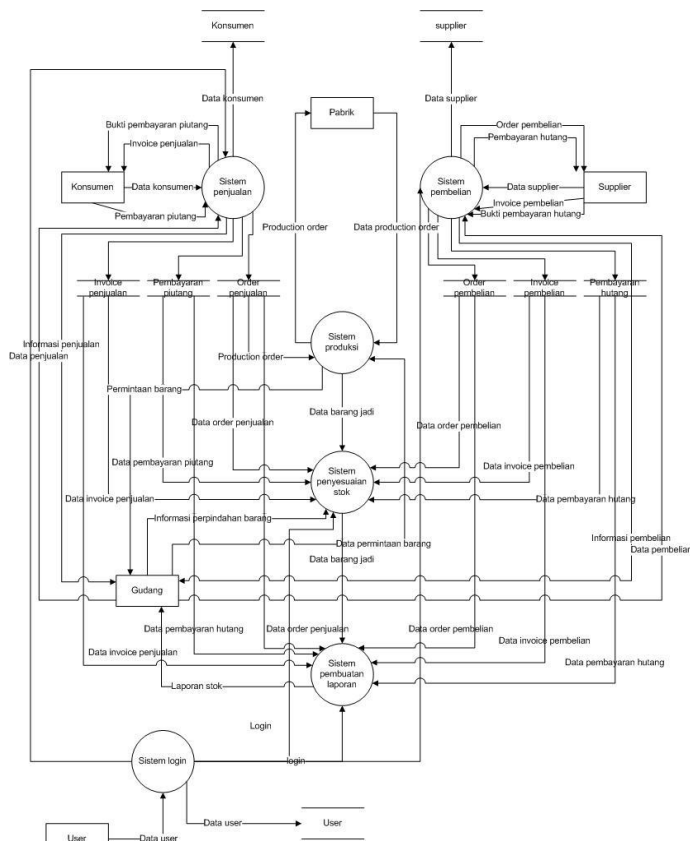 Konsumen
supplier
Data konsumen
Data supplier
Pabrik
Bukti pembayaran piutang
Invoice penjualan
Konsumen
Data konsumen
Sistem
penjualan
Pembayaran piutang
Order pembelian
Pembayaran hutang
Sistem
pembelian
Data supplier
Supplier
Invoice pembelian
Bukti pembayaran hutang
Production order
Data production order
Invoice
penjualan
Pembayaran
piutang
Order
penjualan
Order
pembelian
Invoice
pembelian
Pembayaran
hutang
Informasi penjualan
Data penjualan
Sistem
produksi
Production order
Permintaan barang
Data barang jadi
Data order penjualan
Data order pembelian
Data pembayaran piutang
Sistem
penyesuaian
stok
Data invoice pembelian
Data invoice penjualan
Data pembayaran hutang
Informasi perpindahan barang
Data permintaan barang
Informasi pembelian
Data pembelian
Data barang jadi
Gudang
Data pembayaran hutang
Data order penjualan
Data order pembelian
Data invoice pembelian
Data invoice penjualan
Sistem
pembuatan
laporan
Data pembayaran hutang
Laporan stok
Login
Sistem login
login
User
Data user
Data user
User